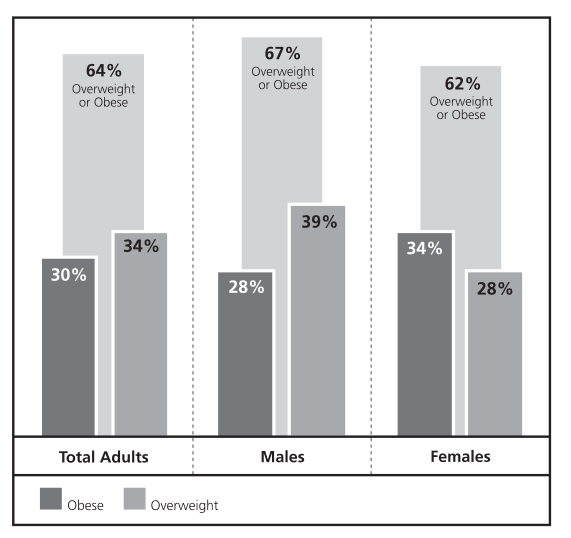 64%
Overweight
or Obese
30%
34%
67%
Overweight
or Obese
28%
39%
62%
Overweight
or Obese
34%
28%
Total Adults
Males
Females
Obese
Overweight